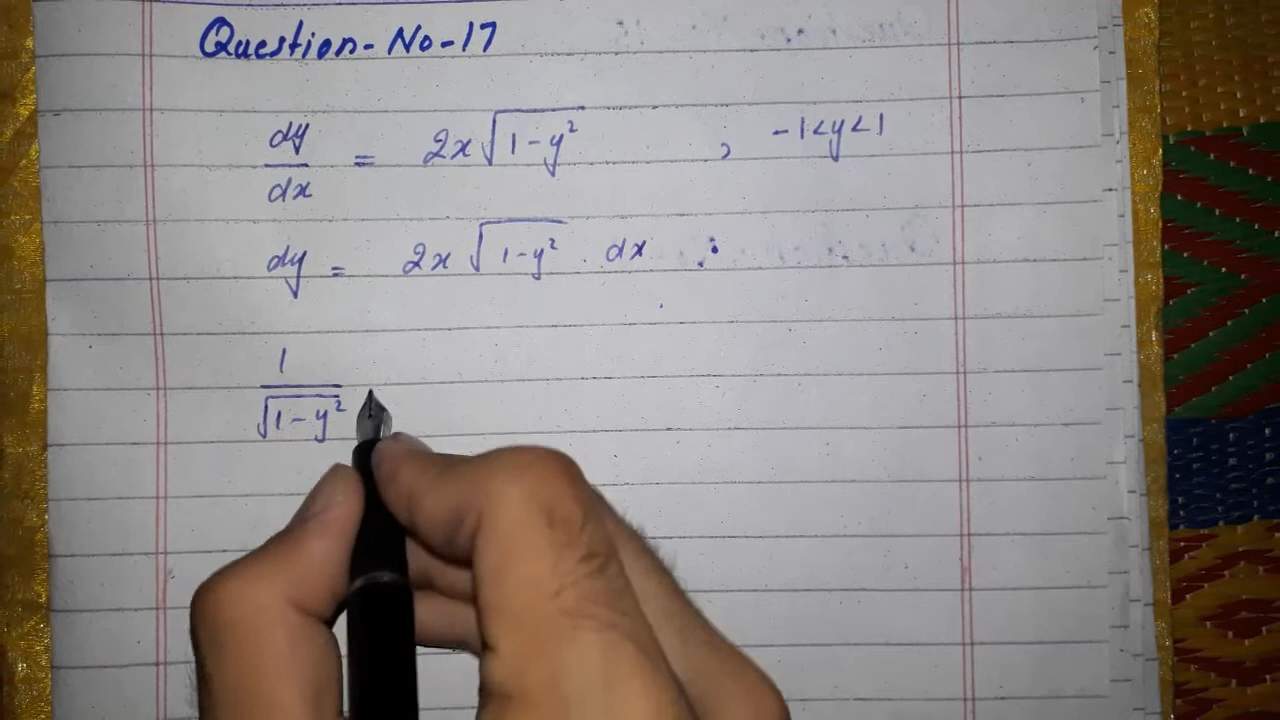 Question-No-17
dy/dx = 2x√(1-y²) , -1<y<1
dy = 2x √(1-y²) . dx
1/√(1-y²)